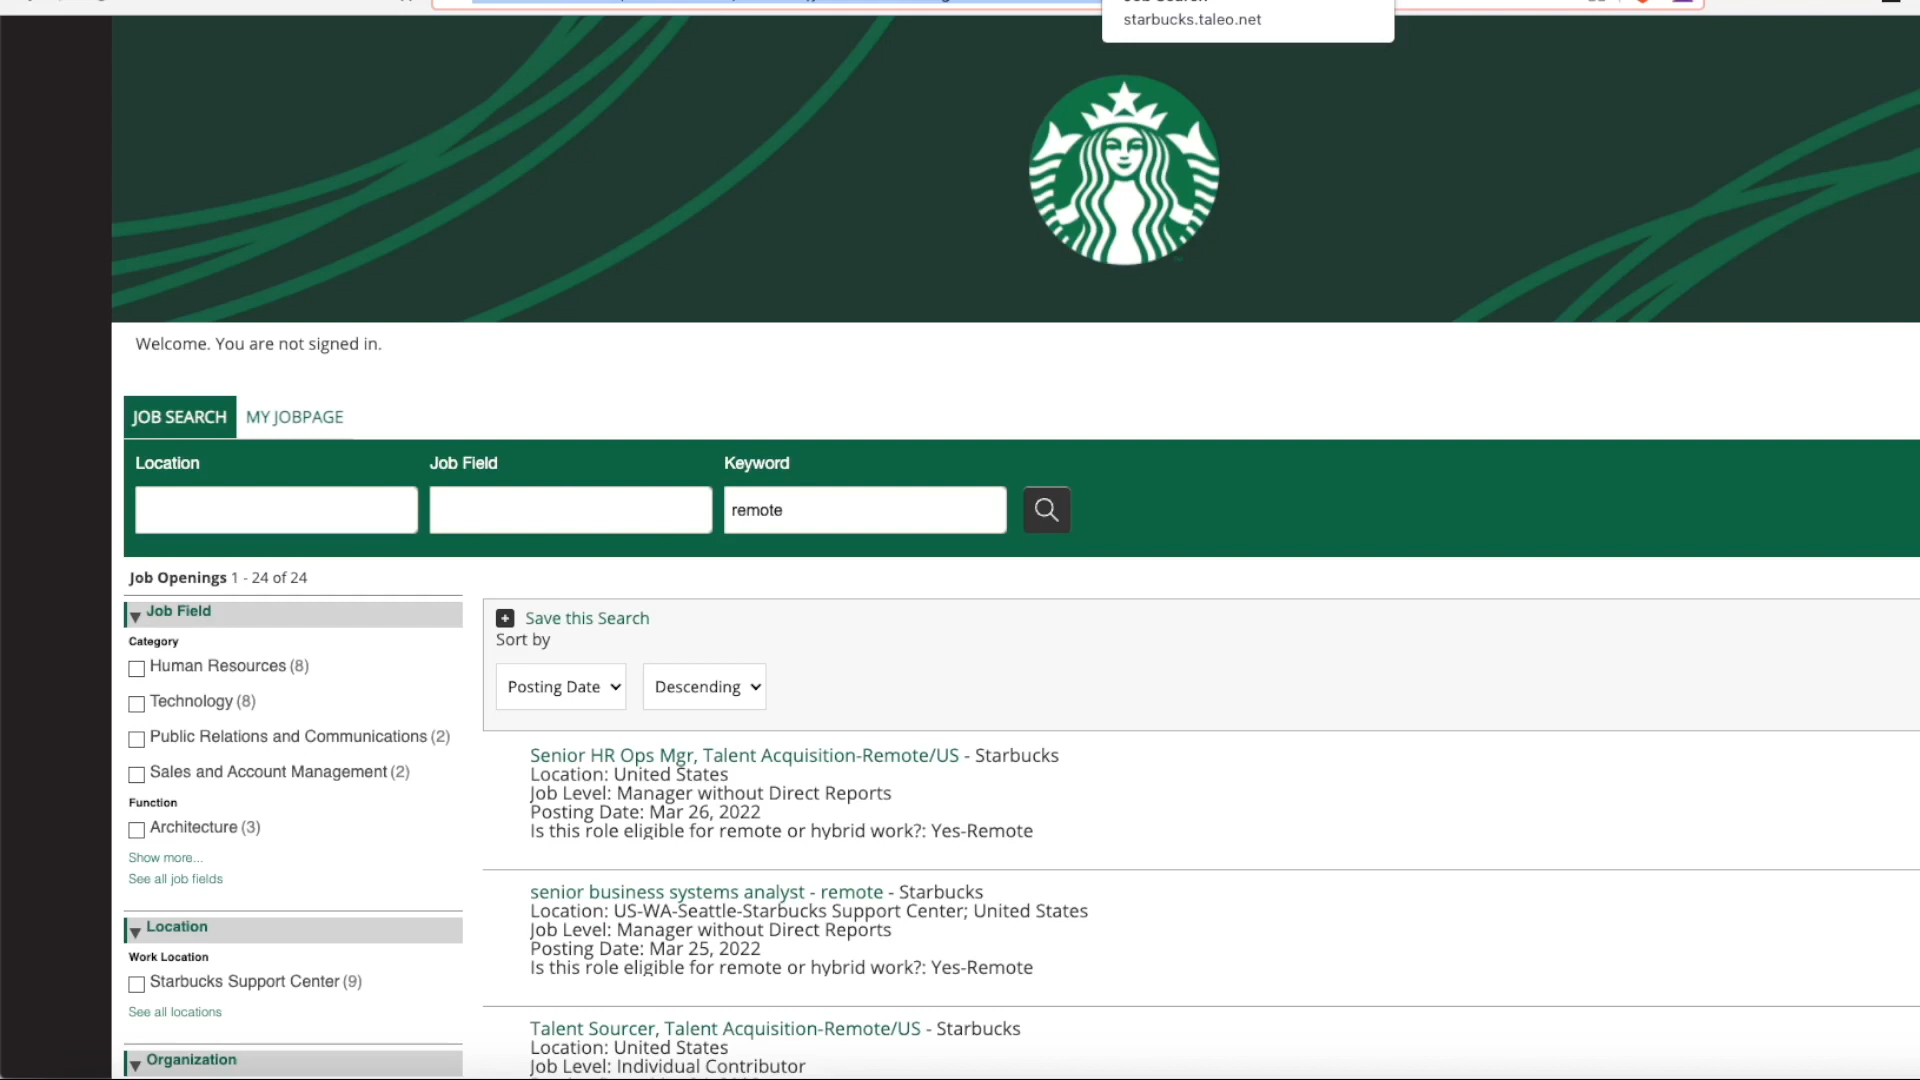 starbucks.taleo.net
Welcome. You are not signed in.
JOB SEARCH MY JOBPAGE
Location Job Field Keyword
remote
Job Openings 1 - 24 of 24
Job Field
Category
Human Resources (8)
Technology (8)
Public Relations and Communications (2)
Sales and Account Management (2)
Function
Architecture (3)
Show more...
See all job fields
Location
Work Location
Starbucks Support Center (9)
See all locations
Organization
Save this Search
Sort by
Posting Date Descending
Senior HR Ops Mgr, Talent Acquisition-Remote/US - Starbucks
Location: United States
Job Level: Manager without Direct Reports
Posting Date: Mar 26, 2022
Is this role eligible for remote or hybrid work?: Yes-Remote
senior business systems analyst - remote - Starbucks
Location: US-WA-Seattle-Starbucks Support Center; United States
Job Level: Manager without Direct Reports
Posting Date: Mar 25, 2022
Is this role eligible for remote or hybrid work?: Yes-Remote
Talent Sourcer, Talent Acquisition-Remote/US - Starbucks
Location: United States
Job Level: Individual Contributor